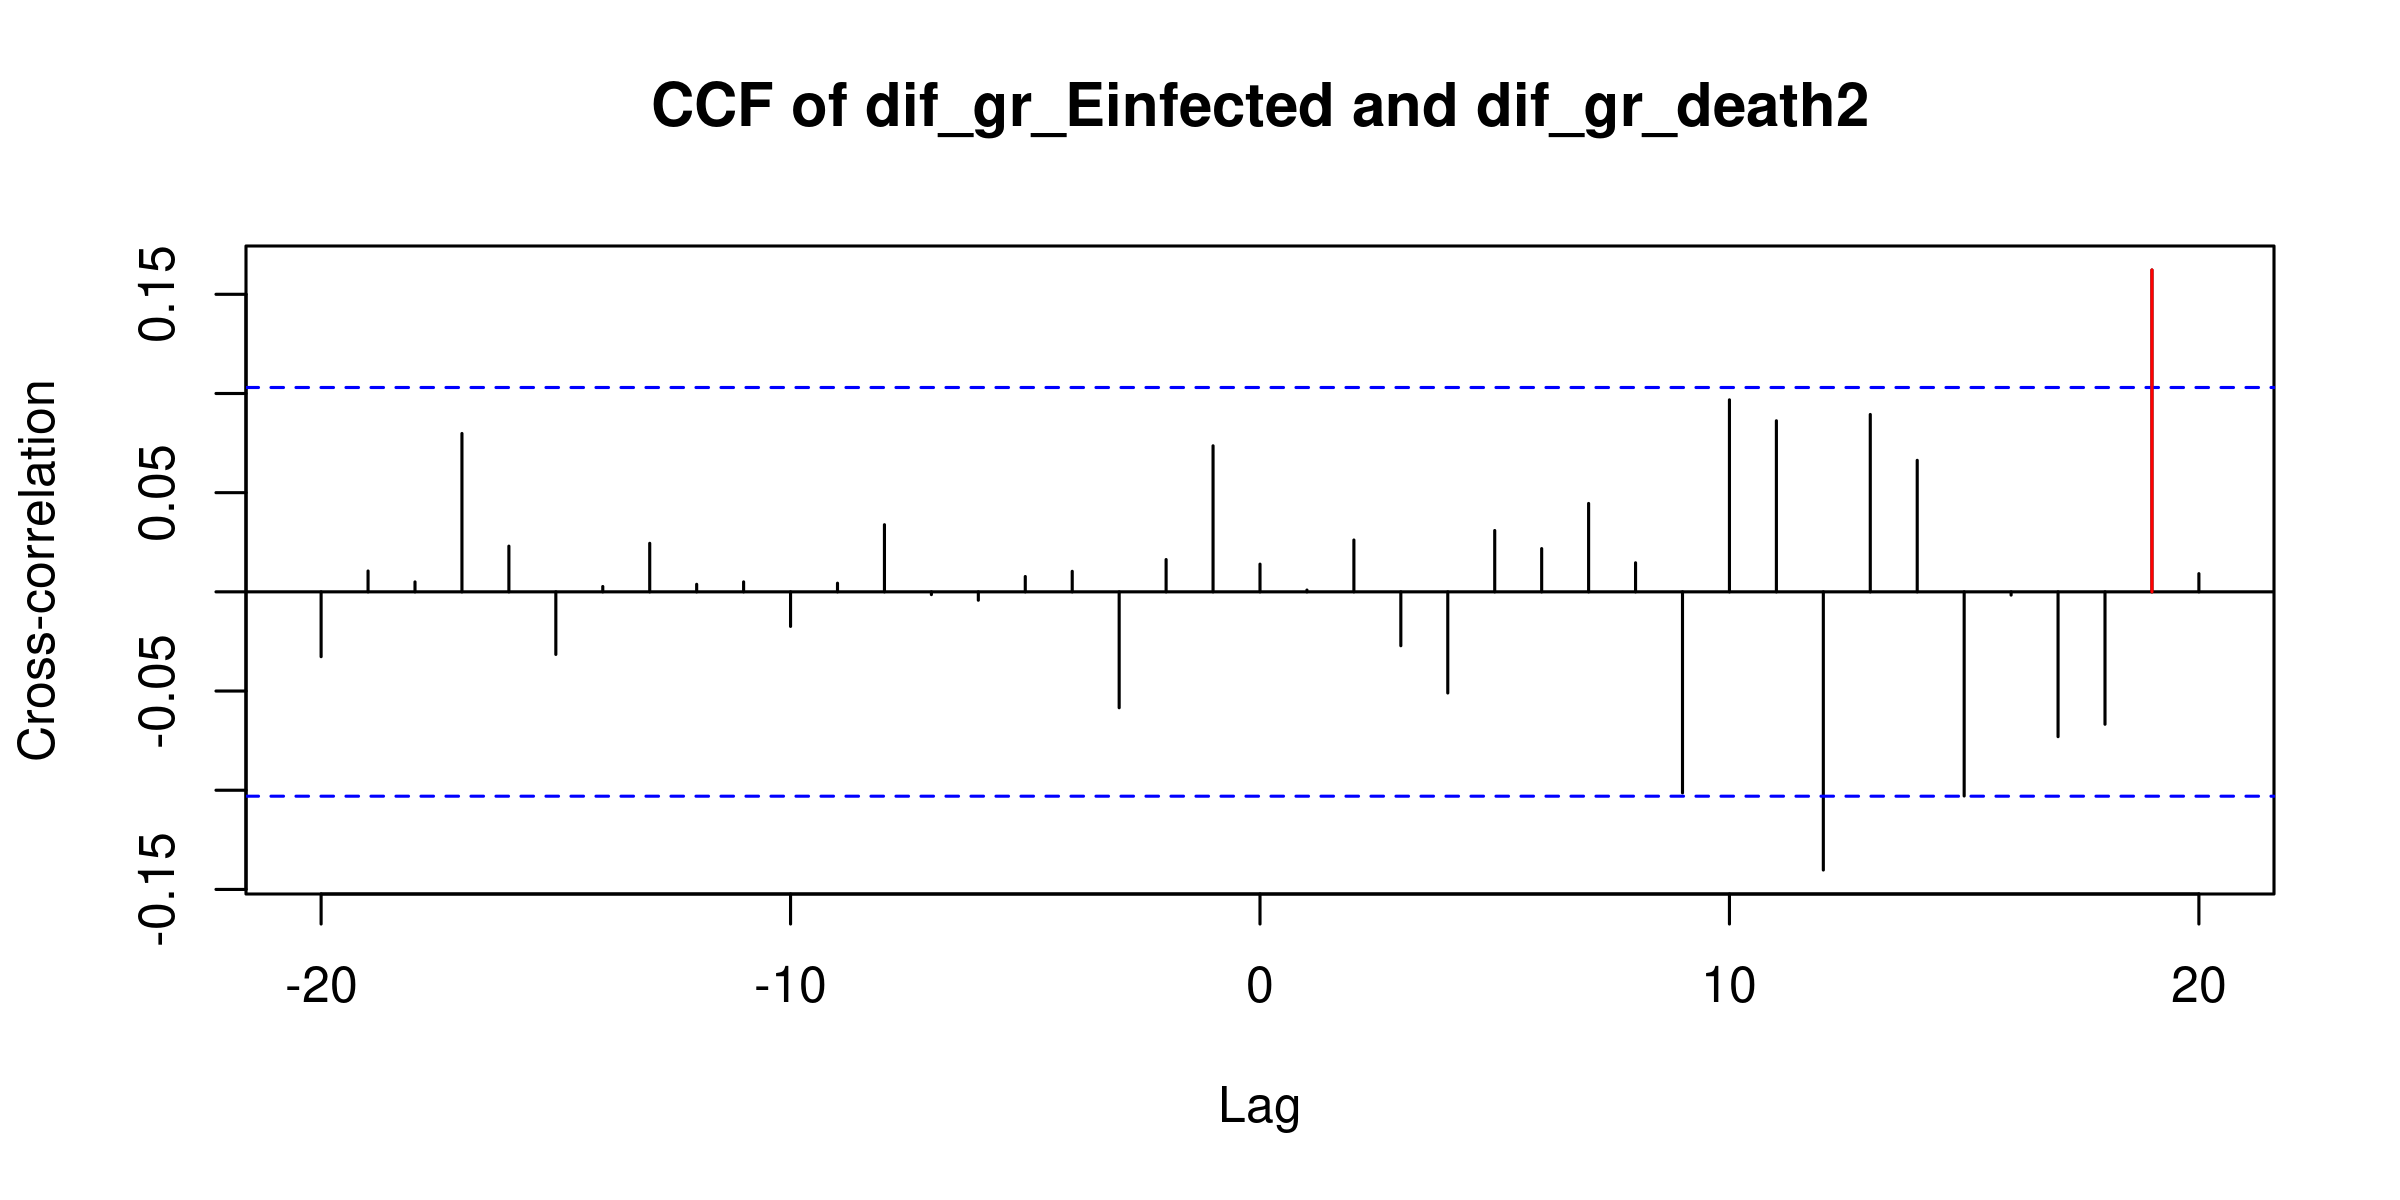 CCF of dif_gr_Einfected and dif_gr_death2
Cross-correlation
0.15
0.05
-0.05
-0.15
-20 -10 0 10 20
Lag